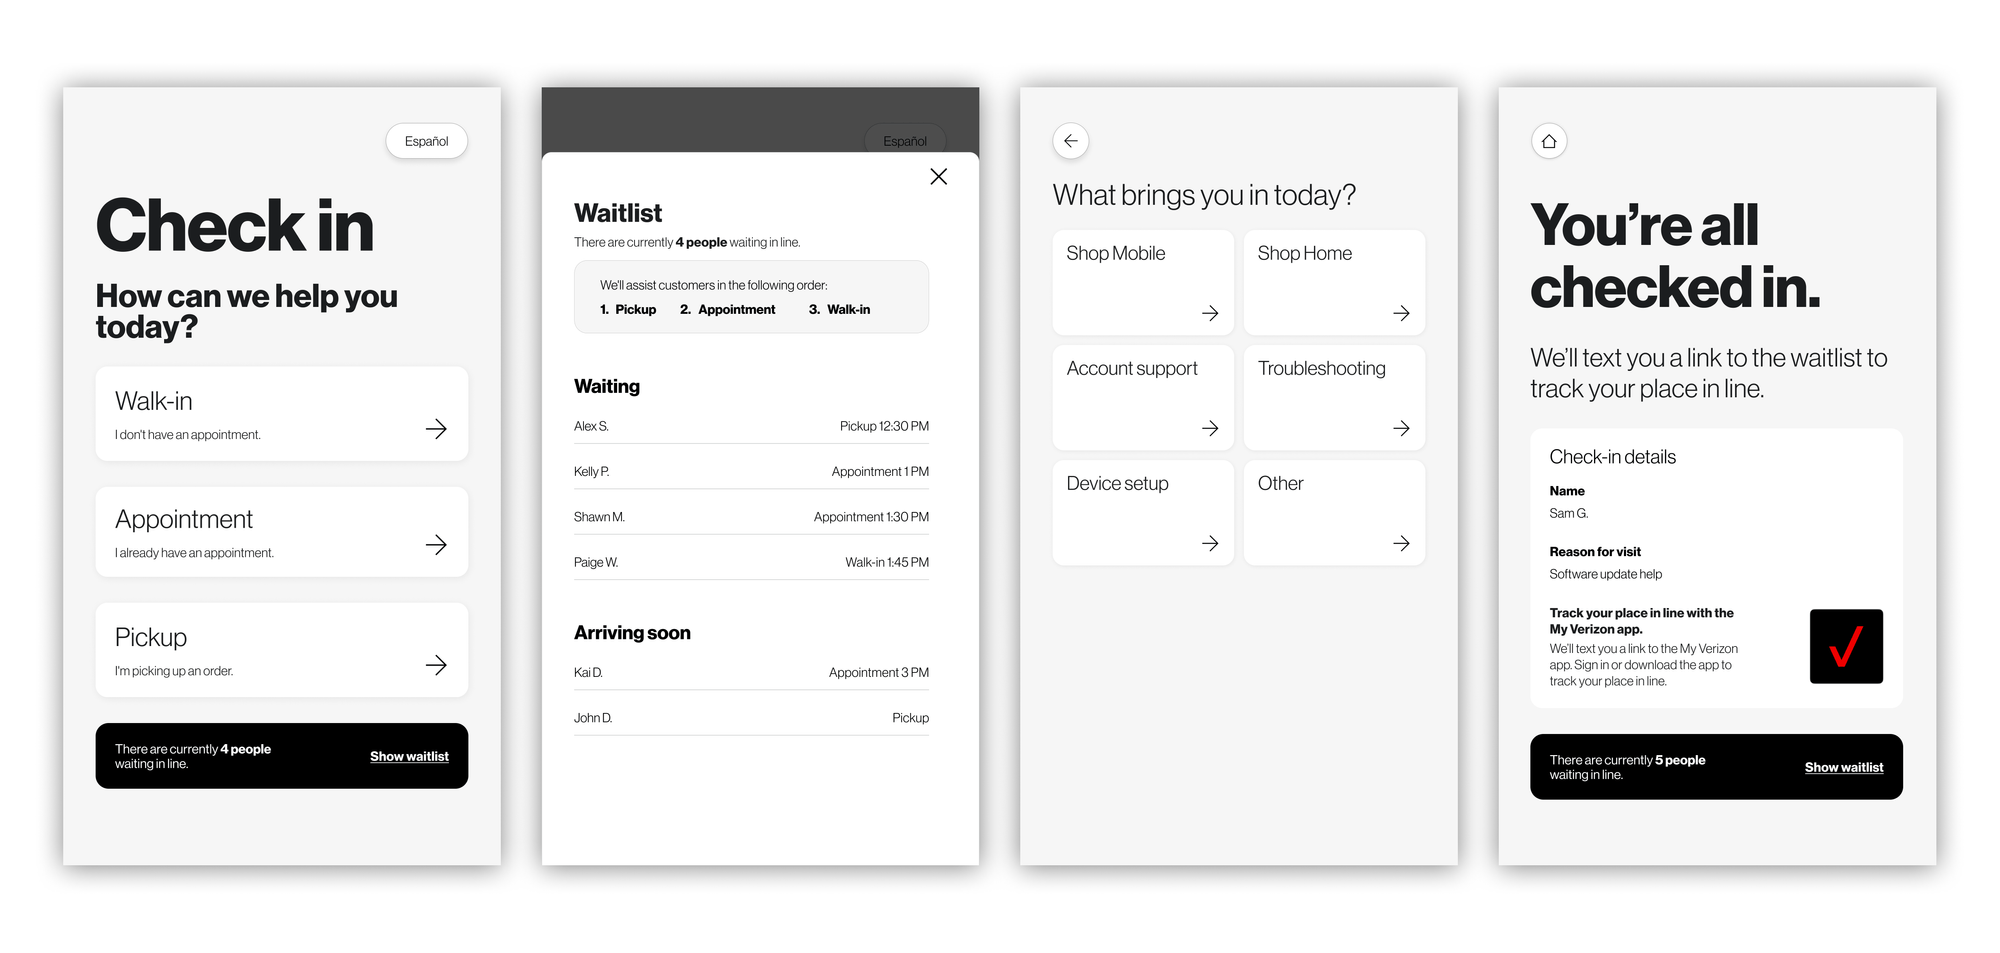 Español
Check in
How can we help you
today?
Walk-in
I don't have an appointment.
Appointment
I already have an appointment.
Pickup
I'm picking up an order.
There are currently 4 people
waiting in line.
Show waitlist
Español
Waitlist
There are currently 4 people waiting in line.
We'll assist customers in the following order:
1. Pickup 2. Appointment 3. Walk-in
Waiting
Alex S. Pickup 12:30 PM
Kelly P. Appointment 1 PM
Shawn M. Appointment 1:30 PM
Paige W. Walk-in 1:45 PM
Arriving soon
Kai D. Appointment 3 PM
John D. Pickup
What brings you in today?
Shop Mobile
Shop Home
Account support
Troubleshooting
Device setup
Other
You’re all
checked in.
We’ll text you a link to the waitlist to
track your place in line.
Check-in details
Name
Sam G.
Reason for visit
Software update help
Track your place in line with the
My Verizon app.
We’ll text you a link to the My Verizon
app. Sign in or download the app to
track your place in line.
There are currently 5 people
waiting in line.
Show waitlist